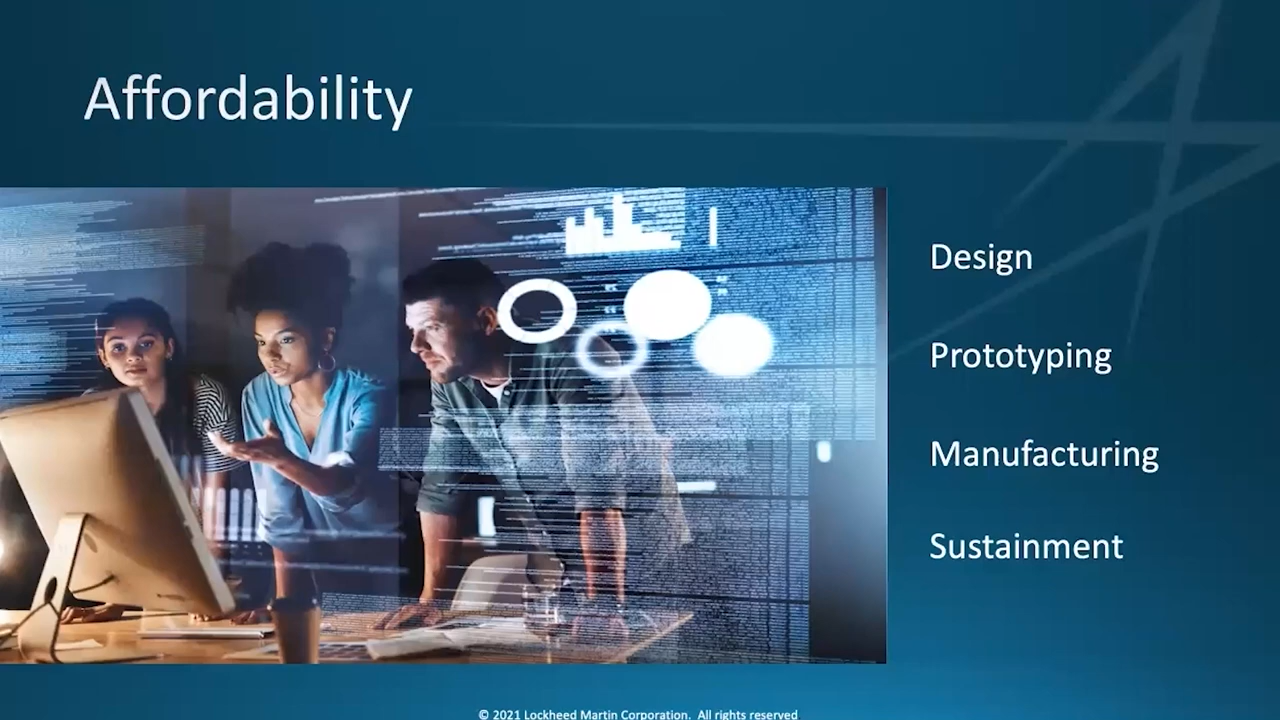 Affordability
Design
Prototyping
Manufacturing
Sustainment
© 2021 Lockheed Martin Corporation. All rights reserved